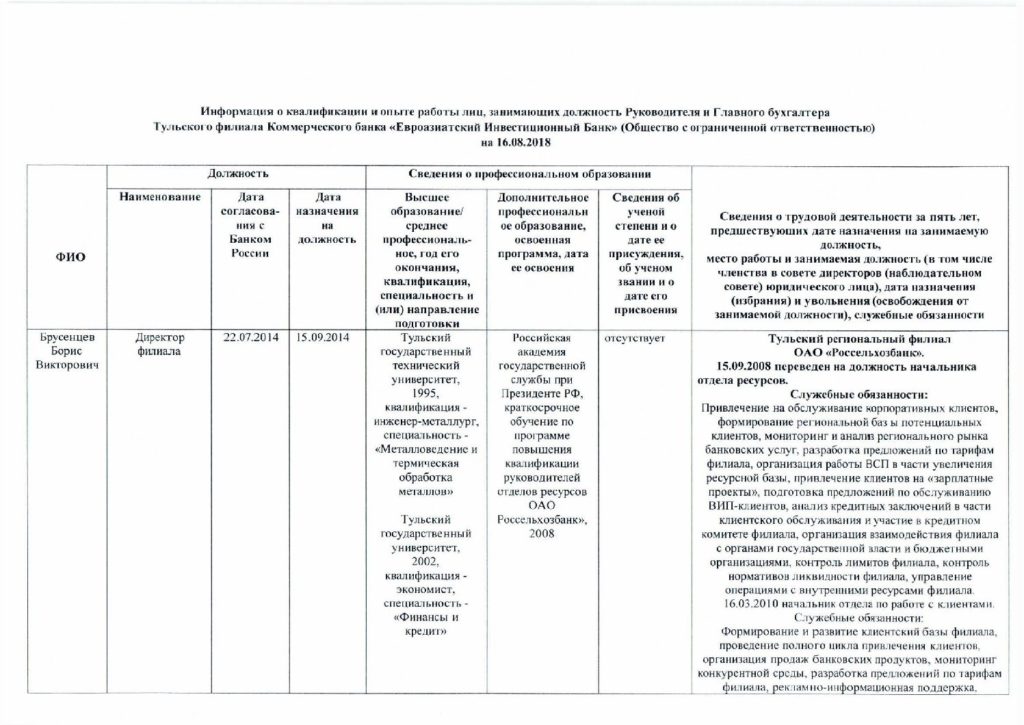 Информация о квалификации и опыте работы лиц, занимающих должность Руководителя и Главного бухгалтера
Тульского филиала Коммерческого банка «Евроазиатский Инвестиционный Банк» (Общество с ограниченной ответственностью)
на 16.08.2018
ФИО
Должность
Наименование
Дата
согласова-
ния с
Банком
России
Дата
назначения
на
должность
Сведения о профессиональном образовании
Высшее
образование/
среднее
профессиональ-
ное, год его
окончания,
квалификация,
специальность и
(или) направление
подготовки
Дополнительное
профессиональн
ое образование,
освоенная
программа, дата
ее освоения
Сведения об
ученой
степени и о
дате ее
присуждения,
об ученом
звании и о
дате его
присвоения
Сведения о трудовой деятельности за пять лет,
предшествующих дате назначения на занимаемую
должность,
место работы и занимаемая должность (в том числе
членства в совете директоров (наблюдательном
совете) юридического лица), дата назначения
(избрания) и увольнения (освобождения от
занимаемой должности), служебные обязанности
Брусенцев
Борис
Викторович
Директор
филиала
22.07.2014
15.09.2014
Тульский
государственный
технический
университет,
1995,
квалификация -
инженер-металлург,
специальность -
«Металловедение и
термическая
обработка
металлов»
Тульский
государственный
университет,
2002,
квалификация -
экономист,
специальность -
«Финансы и
кредит»
Российская
академия
государственной
службы при
Президенте РФ,
краткосрочное
обучение по
программе
повышения
квалификации
руководителей
отделов ресурсов
ОАО
Россельхозбанк»,
2008
отсутствует
Тульский региональный филиал
ОАО «Россельхозбанк».
15.09.2008 переведен на должность начальника
отдела ресурсов.
Служебные обязанности:
Привлечение на обслуживание корпоративных клиентов,
формирование региональной баз ы потенциальных
клиентов, мониторинг и анализ регионального рынка
банковских услуг, разработка предложений по тарифам
филиала, организация работы ВСП в части увеличения
ресурсной базы, привлечение клиентов на «зарплатные
проекты», подготовка предложений по обслуживанию
ВИП-клиентов, анализ кредитных заключений в части
клиентского обслуживания и участие в кредитном
комитете филиала, организация взаимодействия филиала
с органами государственной власти и бюджетными
организациями, контроль лимитов филиала, контроль
нормативов ликвидности филиала, управление
операциями с внутренними ресурсами филиала.
16.03.2010 начальник отдела по работе с клиентами.
Служебные обязанности:
Формирование и развитие клиентский базы филиала,
проведение полного цикла привлечения клиентов,
организация продаж банковских продуктов, мониторинг
конкурентной среды, разработка предложений по тарифам
филиала, рекламно-информационная поддержка,